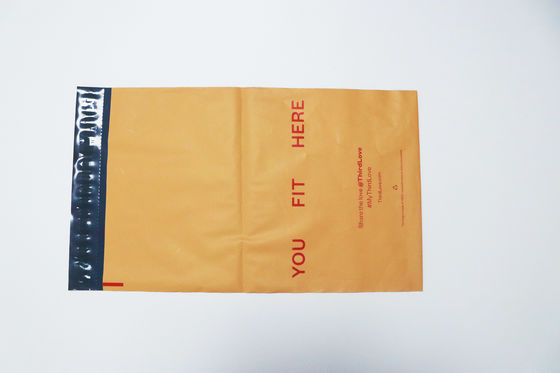 YOU FIT HERE
Share the love @ThirdLove
#MyThirdLove
ThirdLove.com